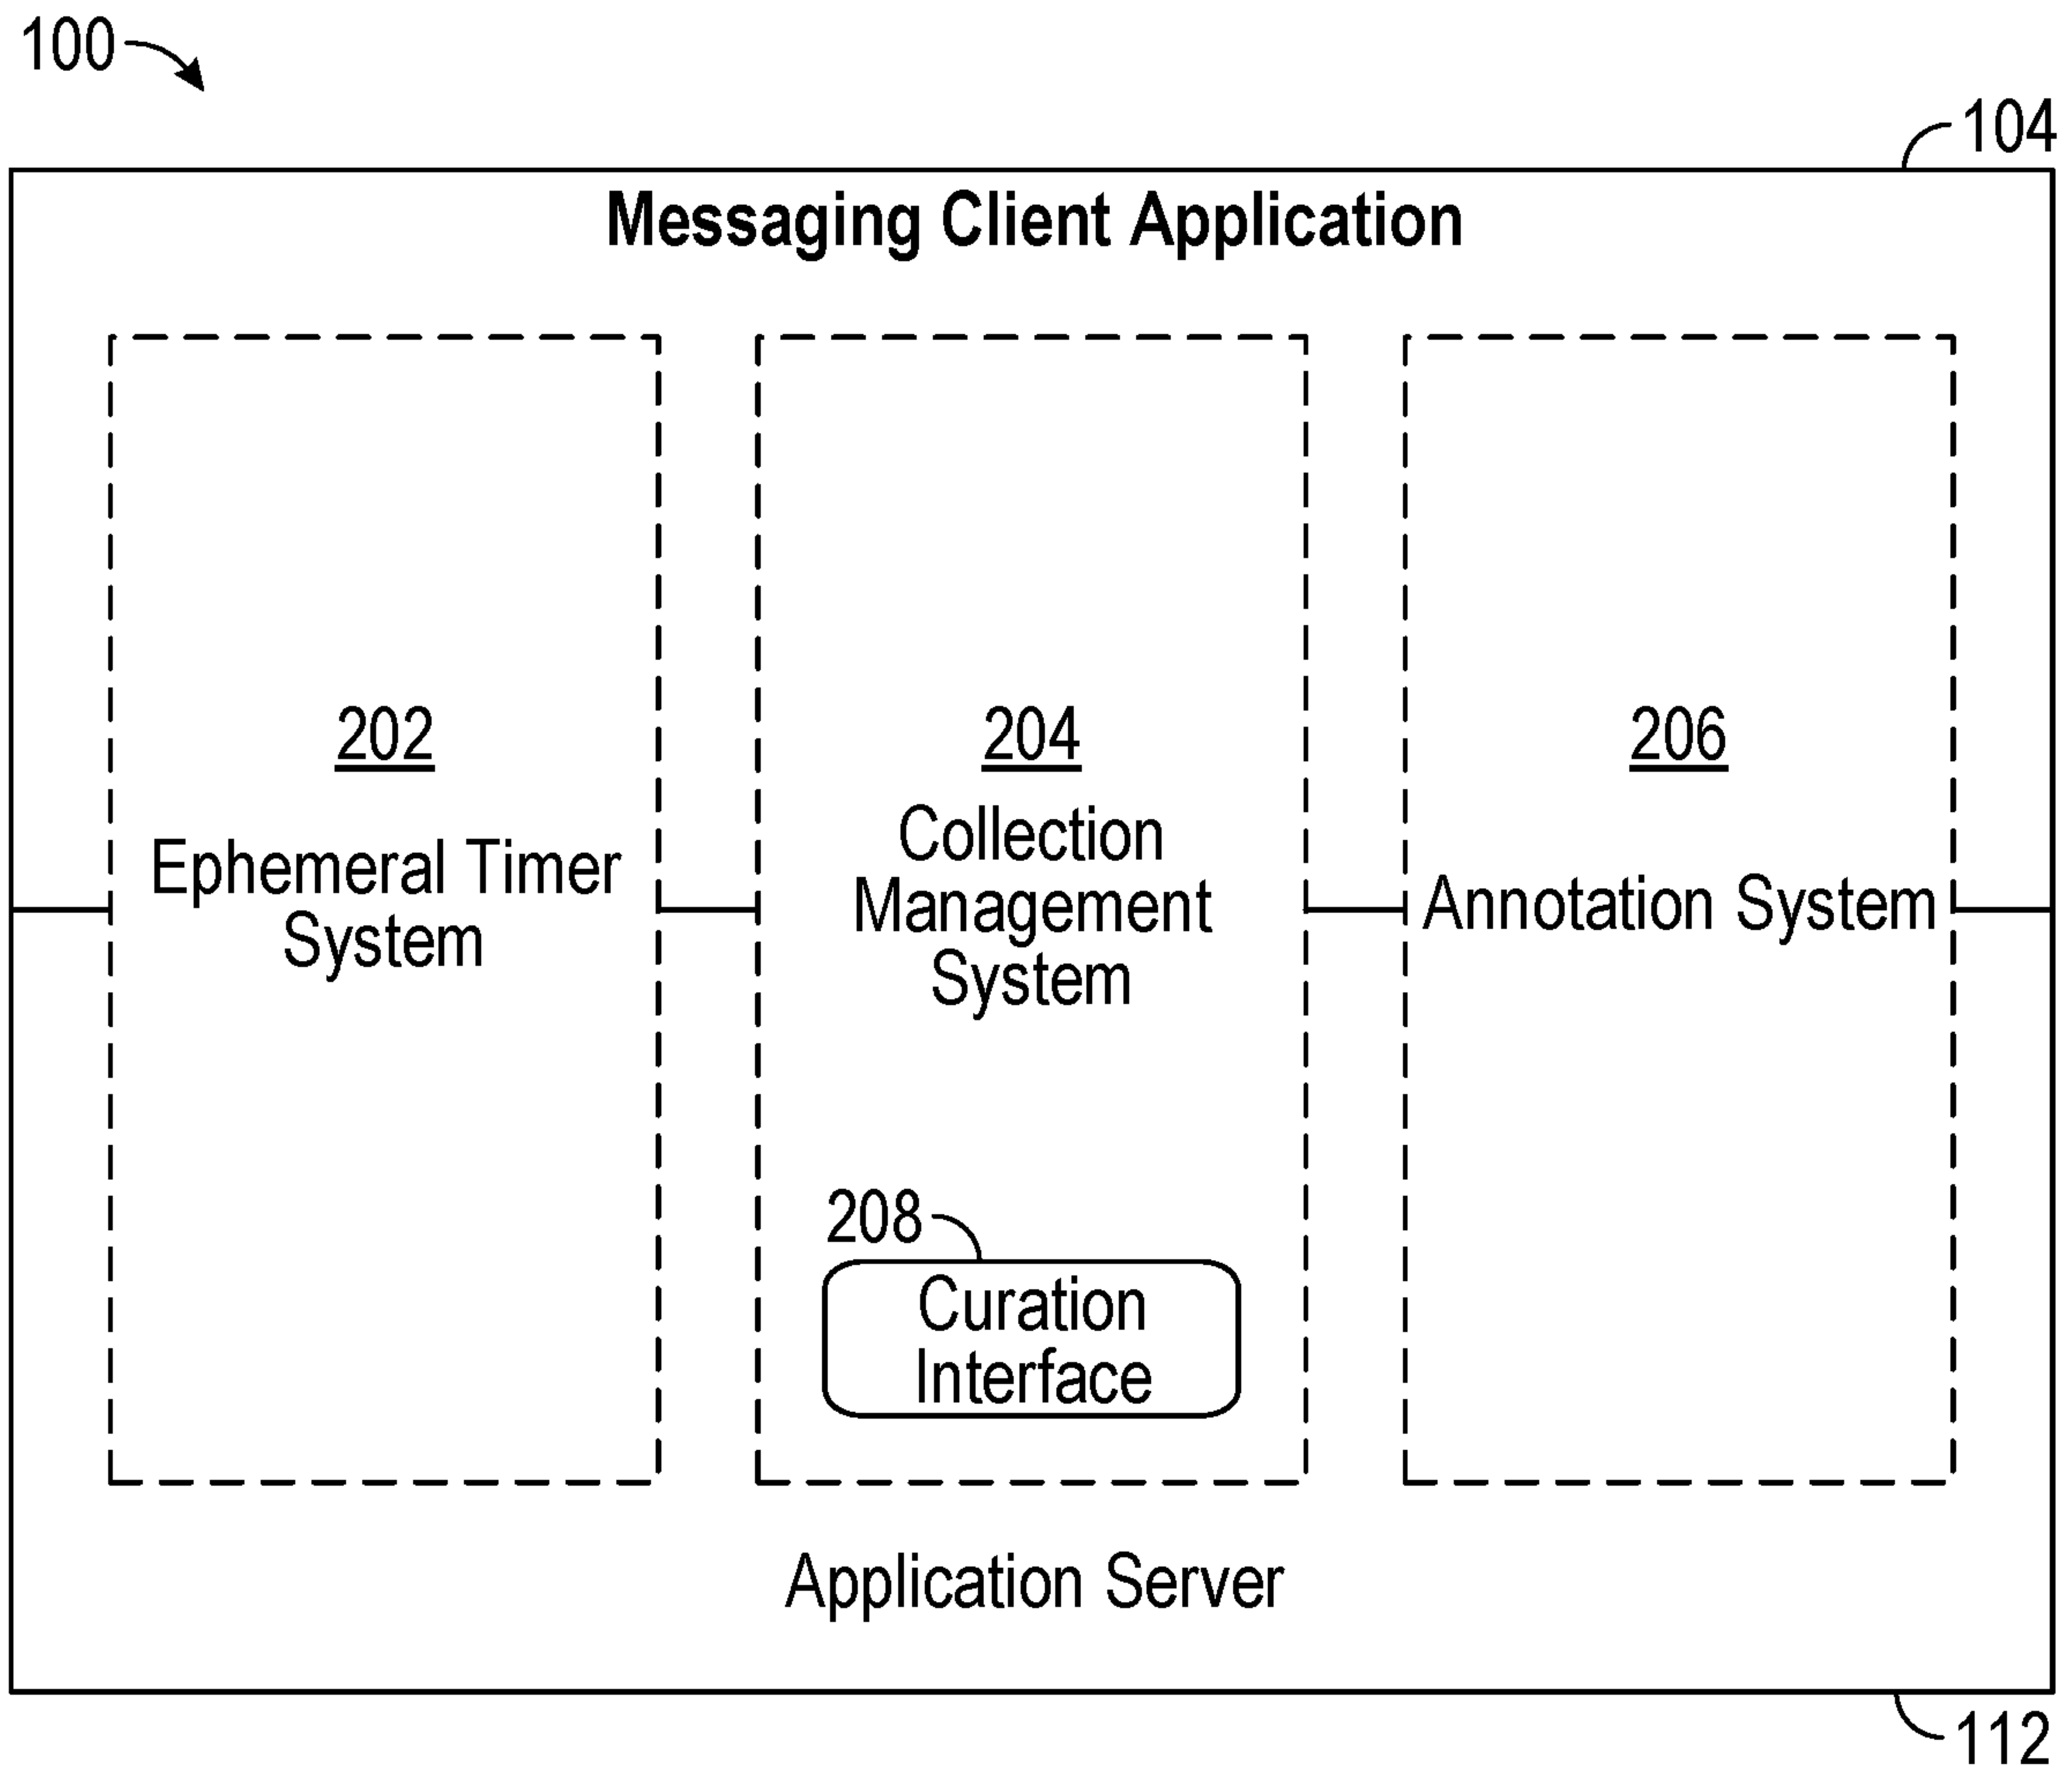 100
104
Messaging Client Application
202
Ephemeral Timer
System
204
Collection
Management
System
206
Annotation System
208
Curation
Interface
Application Server
112